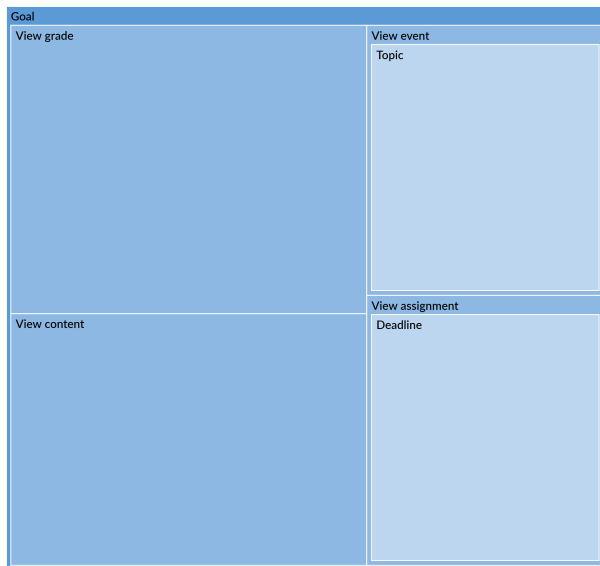 Goal
View grade
View event
Topic
View assignment
Deadline
View content